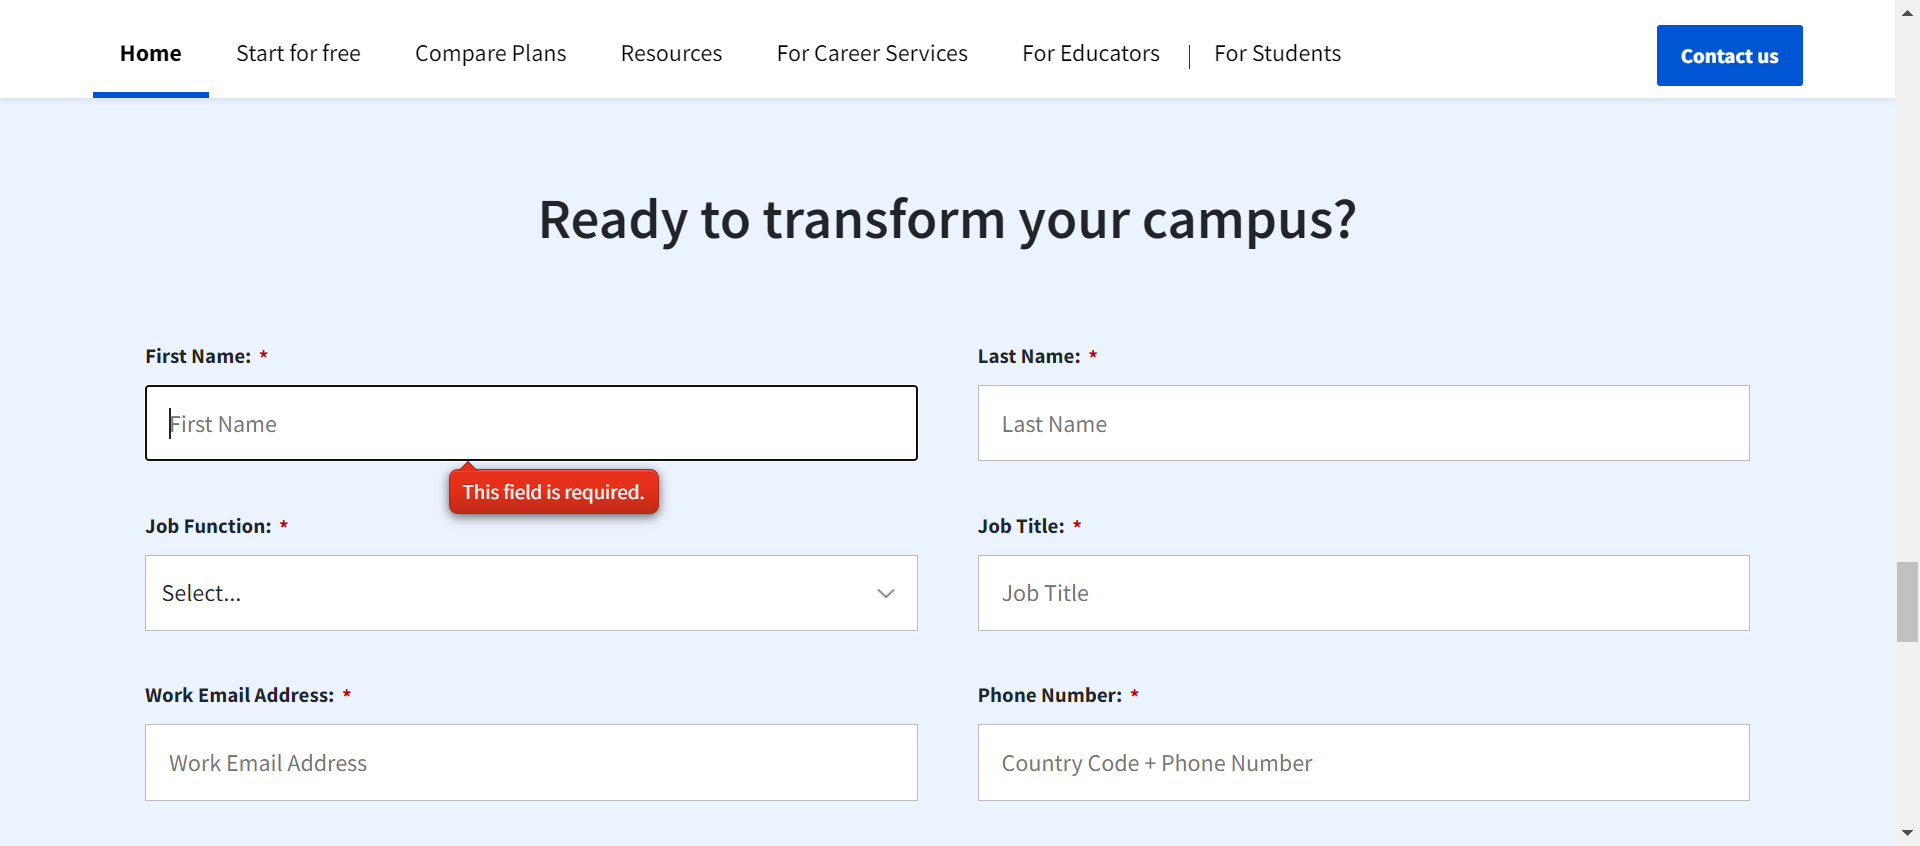 Home Start for free Compare Plans Resources For Career Services For Educators | For Students Contact us
Ready to transform your campus?
First Name: * Last Name: *
First Name Last Name
This field is required.
Job Function: * Job Title: *
Select... Job Title
Work Email Address: * Phone Number: *
Work Email Address Country Code + Phone Number